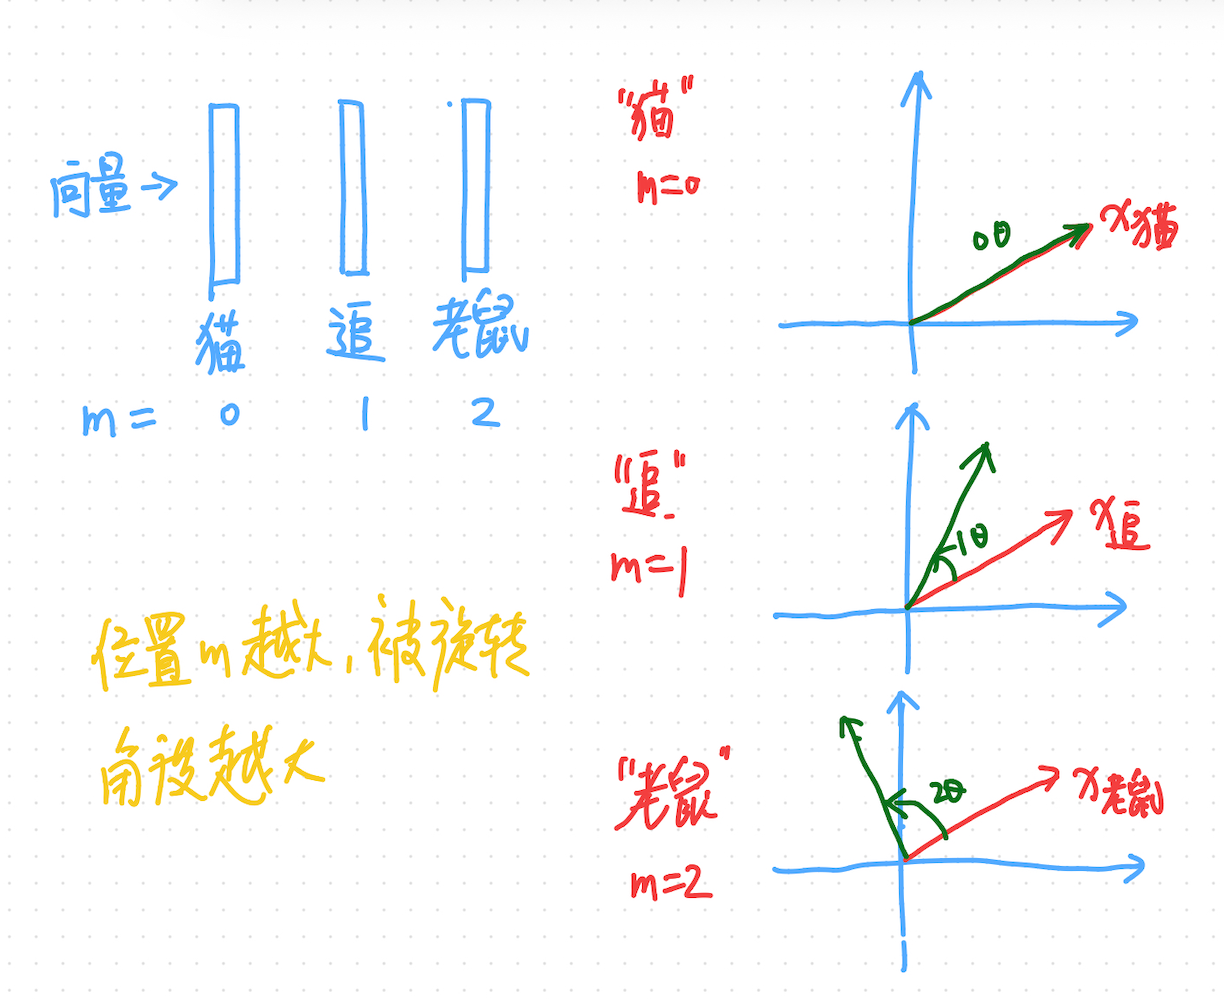 向量→
猫 追 老鼠
m= 0 1 2
位置m越大,被旋转
角度越大
"猫"
m=0
0θ
x猫
"追"
m=1
1θ
x追
"老鼠"
m=2
2θ
x老鼠